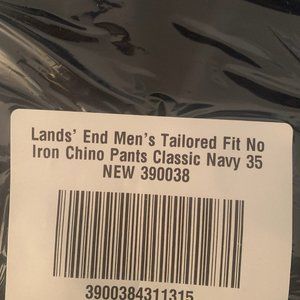 Lands' End Men's Tailored Fit No
Iron Chino Pants Classic Navy 35
NEW 390038
3900384311315